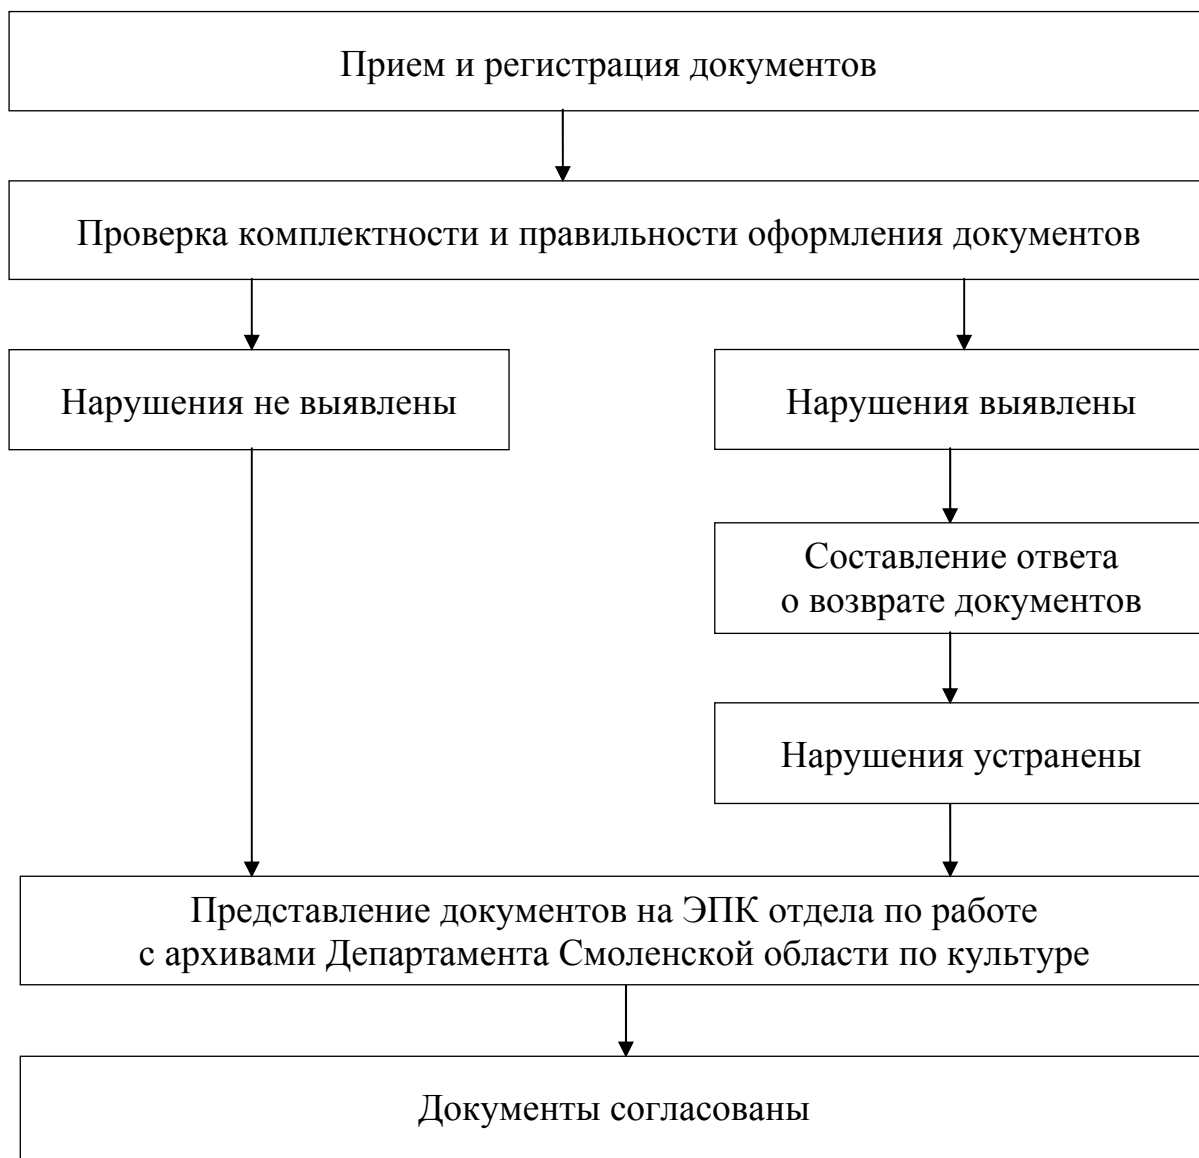 Прием и регистрация документов
Проверка комплектности и правильности оформления документов
Нарушения не выявлены
Нарушения выявлены
Составление ответа
о возврате документов
Нарушения устранены
Представление документов на ЭПК отдела по работе
с архивами Департамента Смоленской области по культуре
Документы согласованы